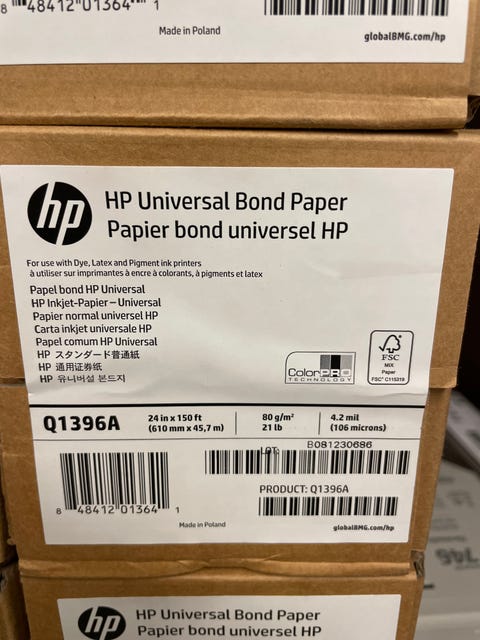 8 48412"01364 1
Made in Poland
globalBMG.com/hp
hp
HP Universal Bond Paper
Papier bond universel HP
For use with Dye, Latex and Pigment ink printers
à utiliser sur imprimantes à encre à colorants, à pigments et latex
Papel bond HP Universal
HP Inkjet-Papier – Universal
Papier normal universel HP
Carta inkjet universale HP
Papel comum HP Universal
HP スタンダード普通紙
HP 通用证券纸
HP 유니버설 본드지
ColorPRO
TECHNOLOGY
FSC
MIX
Paper
FSC® C115319
Q1396A
24 in x 150 ft
(610 mm x 45,7 m)
80 g/m²
21 lb
4.2 mil
(106 microns)
LOT: B081230686
PRODUCT: Q1396A
8 48412"01364 1
Made in Poland
globalBMG.com/hp
hp
HP Universal Bond Paper
Papier bond universel HP